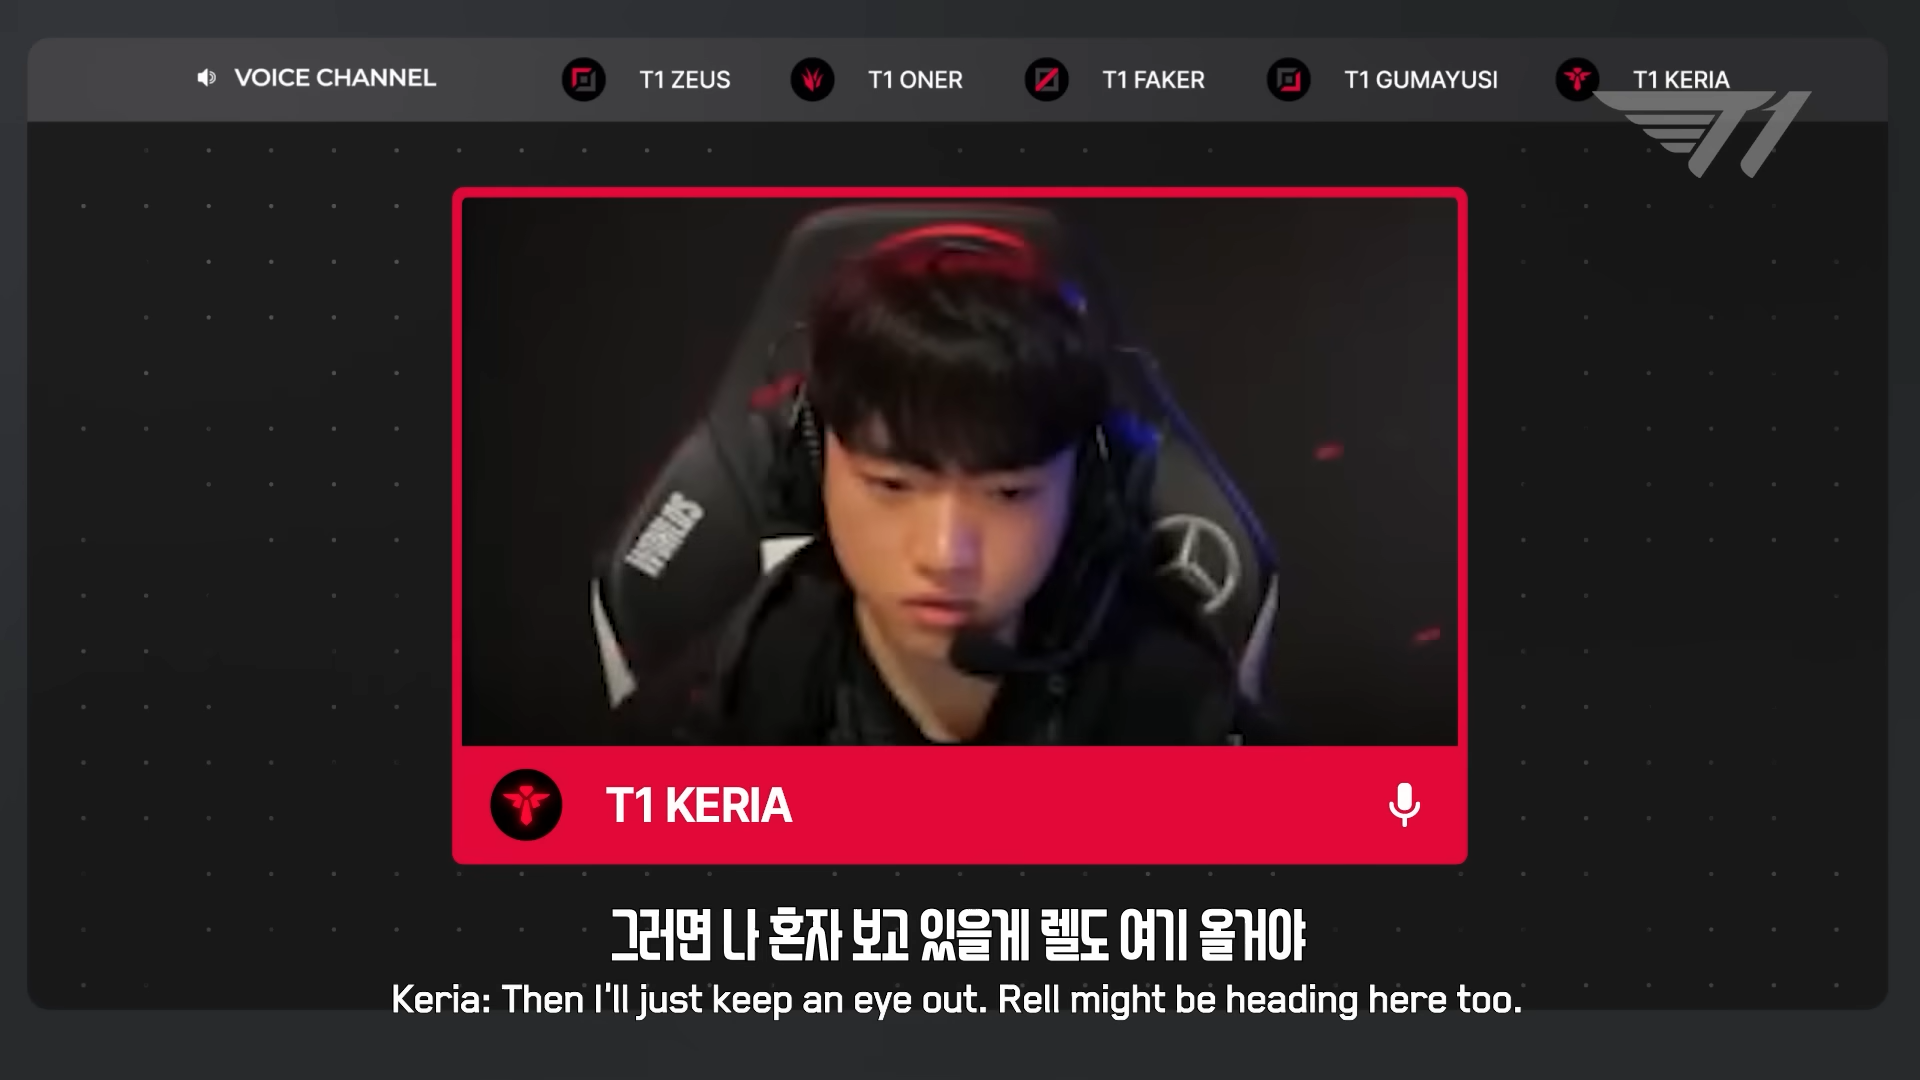 VOICE CHANNEL
T1 ZEUS
T1 ONER
T1 FAKER
T1 GUMAYUSI
T1 KERIA
T1
WORLDS
T1 KERIA
그러면 나 혼자 보고 있을게 렐도 여기 올거야
Keria: Then I'll just keep an eye out. Rell might be heading here too.